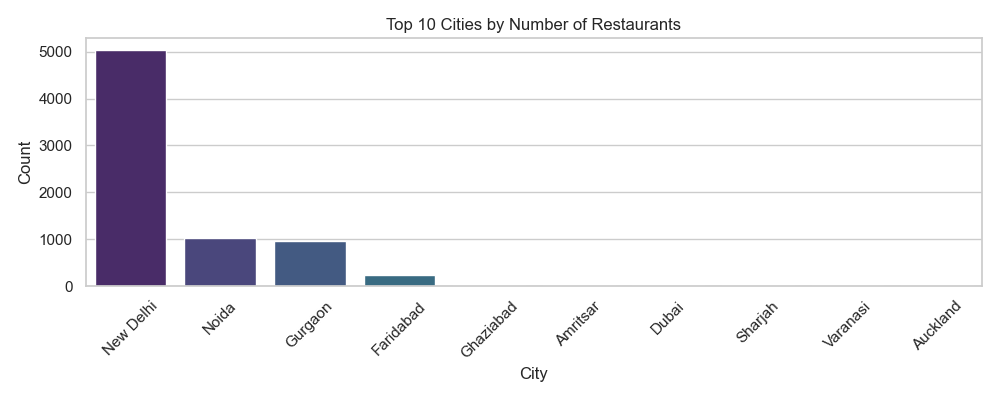 Top 10 Cities by Number of Restaurants
5000
4000
3000
2000
1000
0
Count
New Delhi
Noida
Gurgaon
Faridabad
Ghaziabad
Amritsar
Dubai
Sharjah
Varanasi
Auckland
City